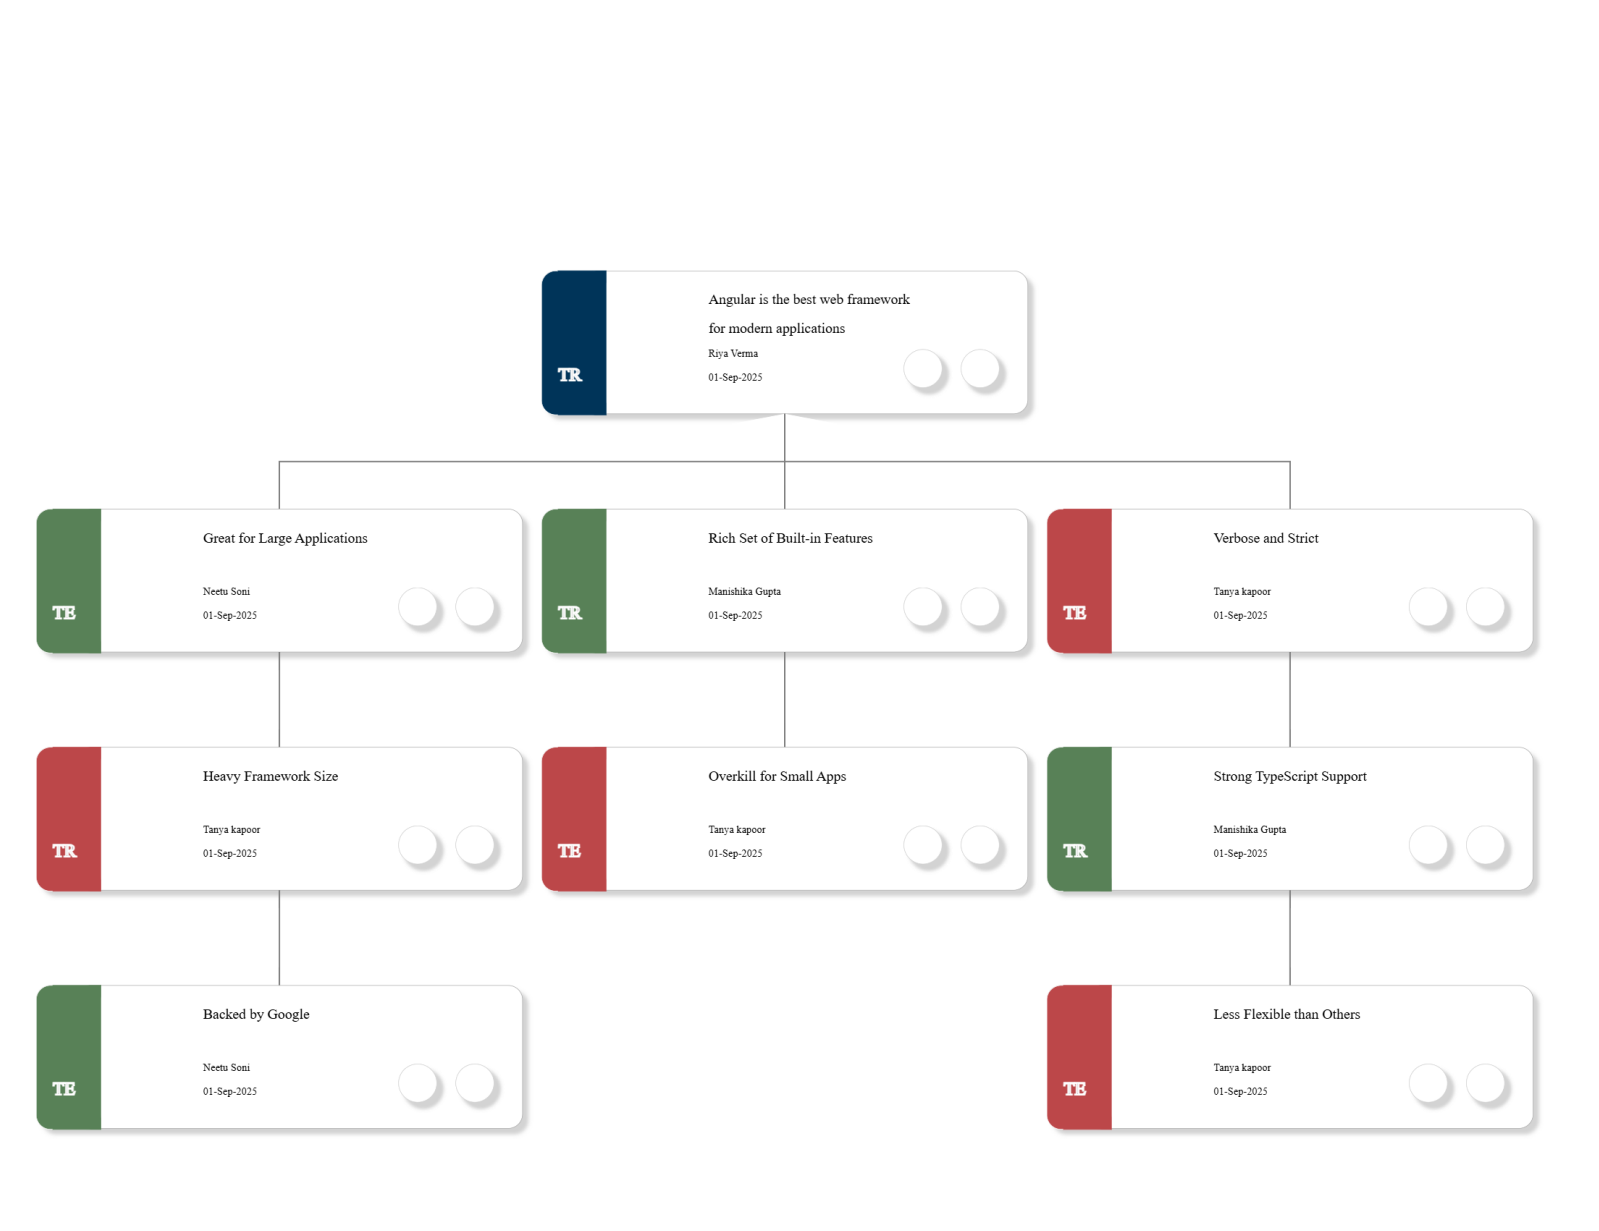 Angular is the best web framework
for modern applications
Riya Verma
01-Sep-2025
TR
Great for Large Applications
Neetu Soni
01-Sep-2025
TE
Rich Set of Built-in Features
Manishika Gupta
01-Sep-2025
TR
Verbose and Strict
Tanya kapoor
01-Sep-2025
TE
Heavy Framework Size
Tanya kapoor
01-Sep-2025
TR
Overkill for Small Apps
Tanya kapoor
01-Sep-2025
TE
Strong TypeScript Support
Manishika Gupta
01-Sep-2025
TR
Backed by Google
Neetu Soni
01-Sep-2025
TE
Less Flexible than Others
Tanya kapoor
01-Sep-2025
TE